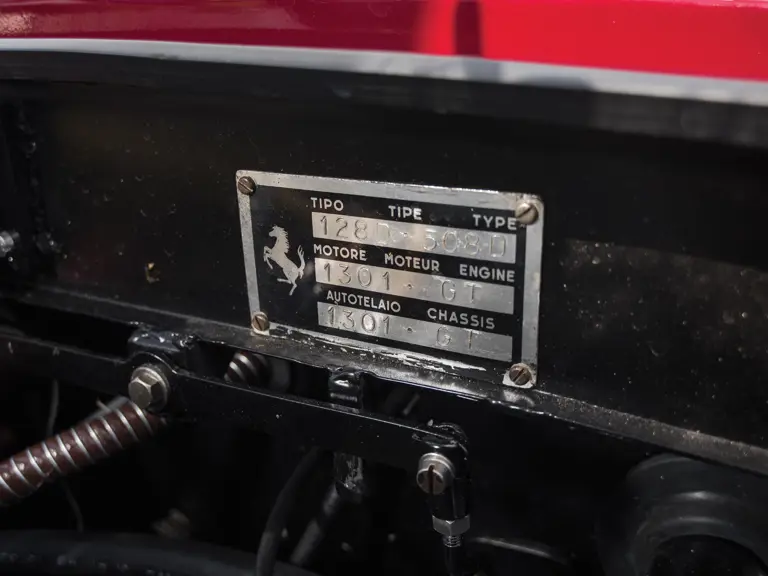 TIPO TIPE TYPE
128D-508D
MOTORE MOTEUR ENGINE
1301 - GT
AUTOTELAIO CHASSIS
1301 - GT